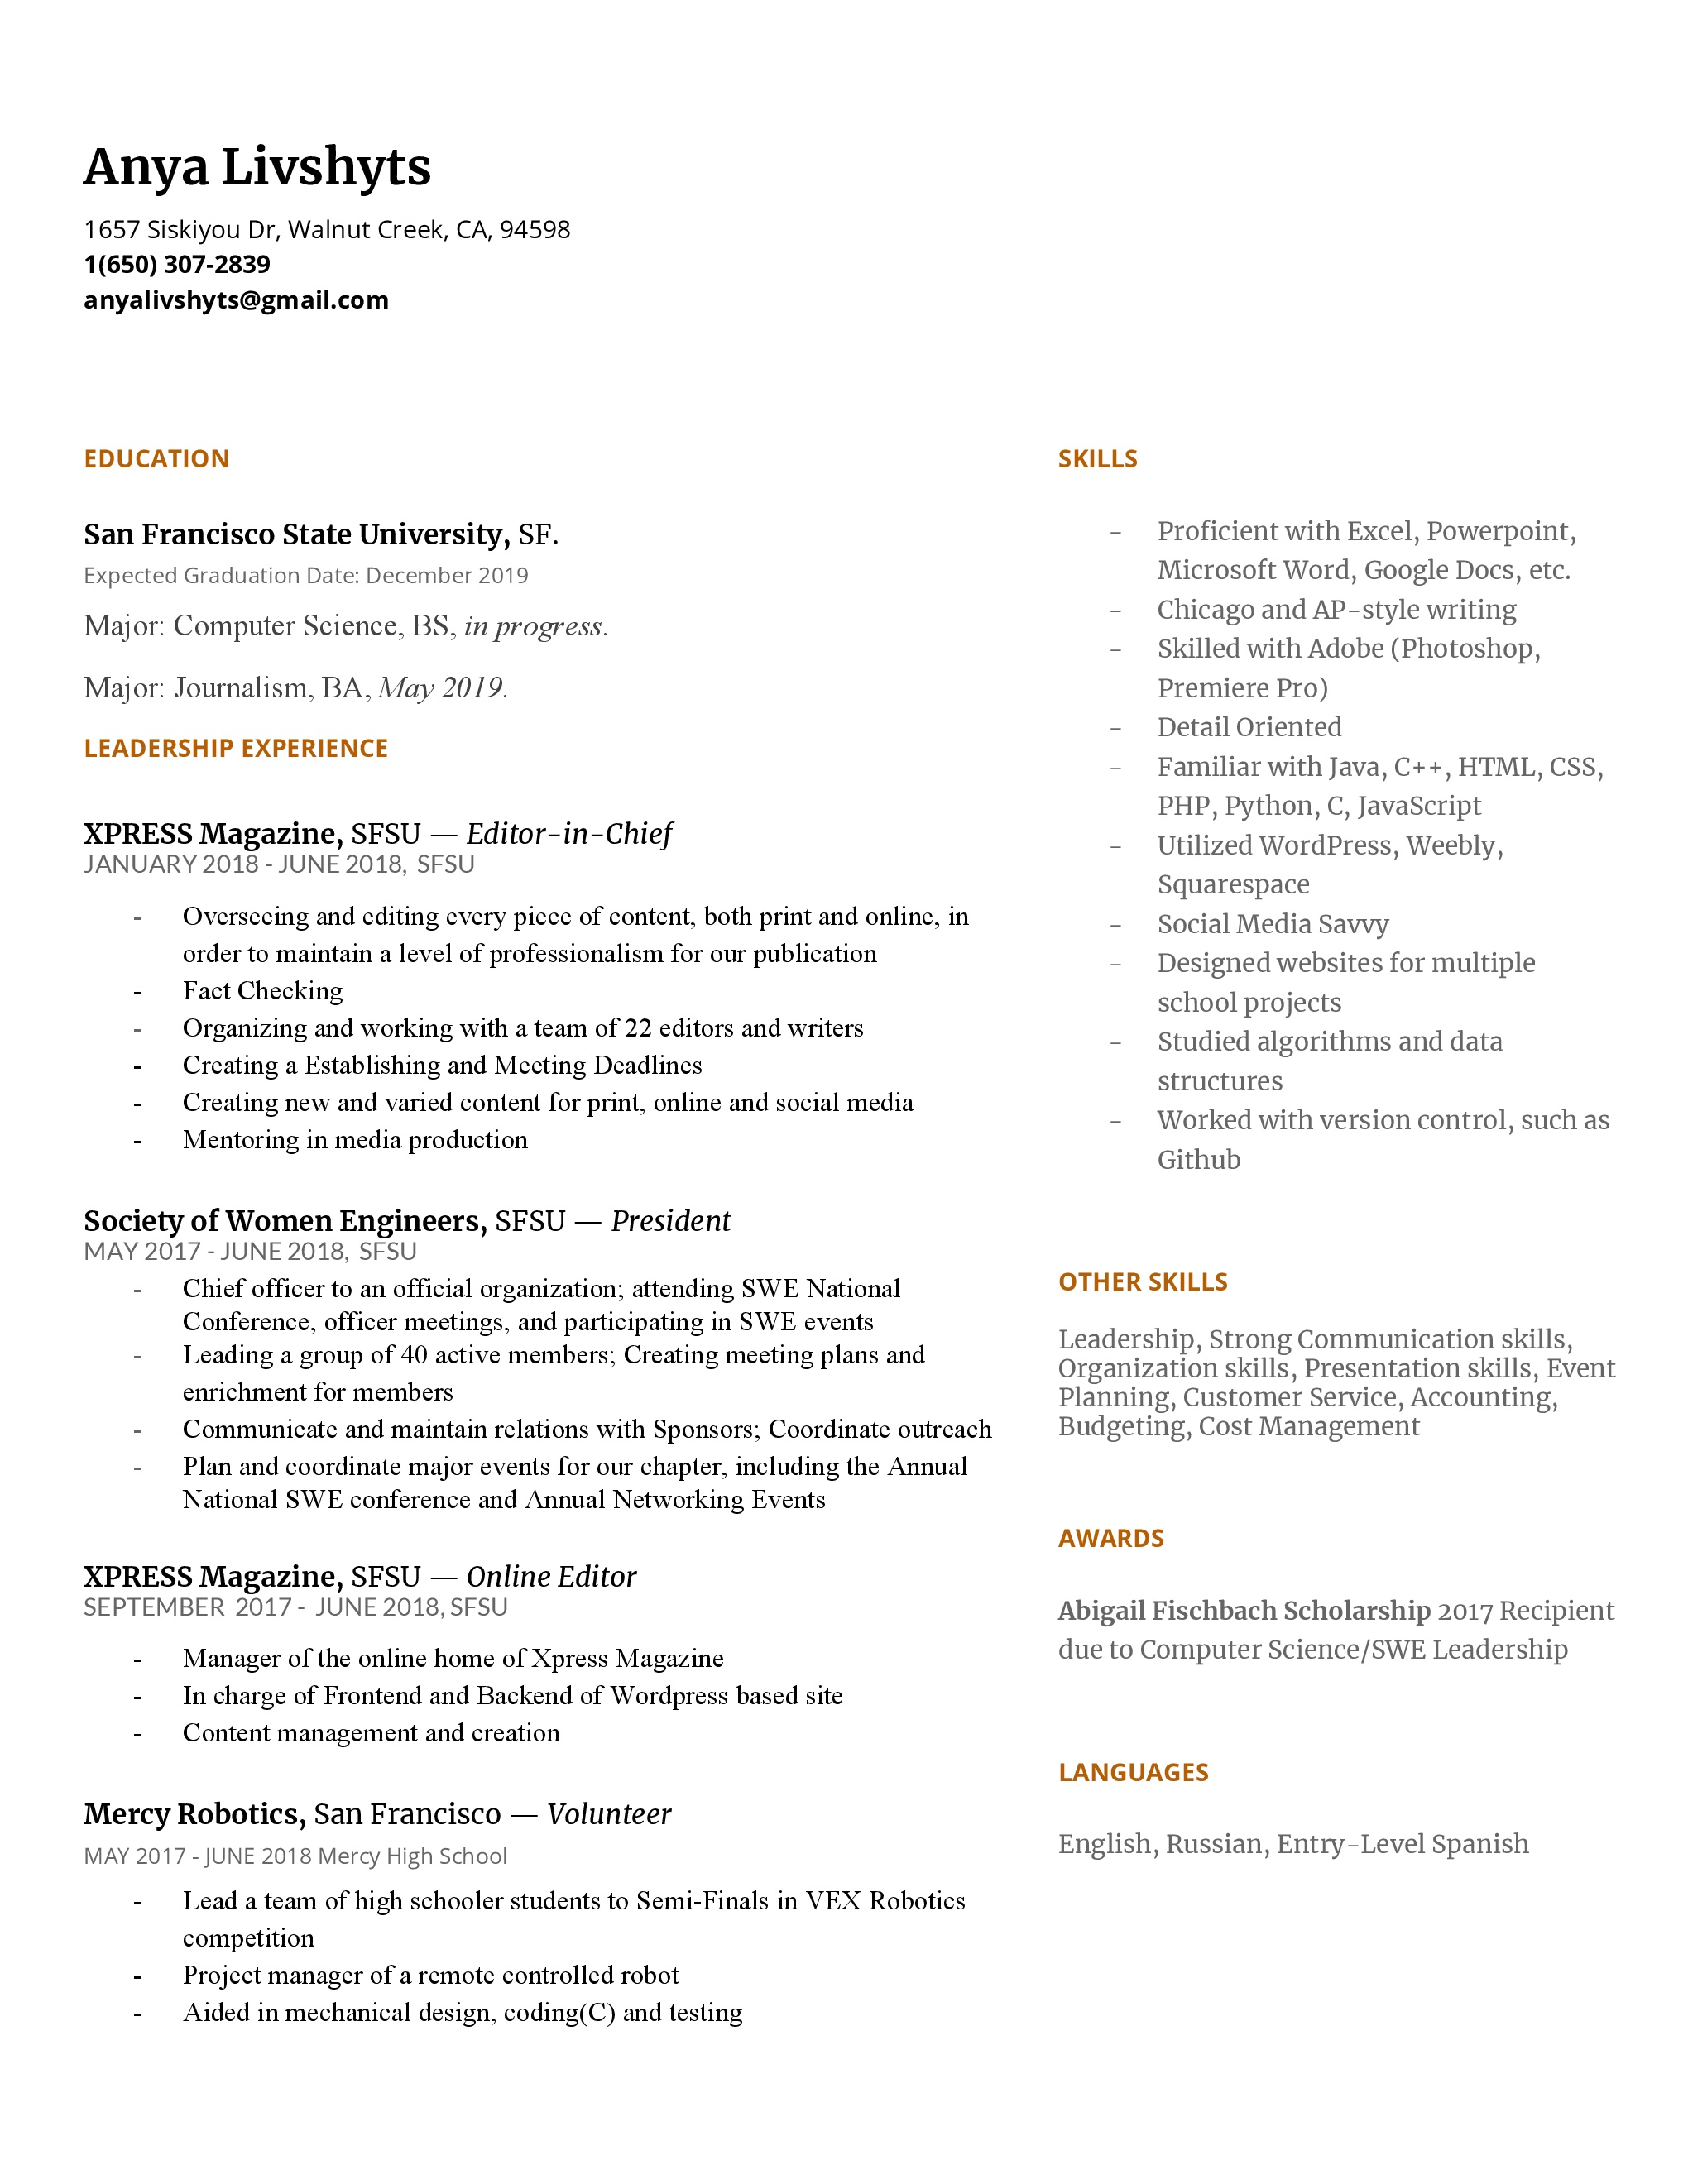 Anya Livshyts
1657 Siskiyou Dr, Walnut Creek, CA, 94598
1(650) 307-2839
anyalivshyts@gmail.com
EDUCATION
San Francisco State University, SF.
Expected Graduation Date: December 2019
Major: Computer Science, BS, in progress.
Major: Journalism, BA, May 2019.
LEADERSHIP EXPERIENCE
XPRESS Magazine, SFSU — Editor-in-Chief
JANUARY 2018 - JUNE 2018, SFSU
- Overseeing and editing every piece of content, both print and online, in
order to maintain a level of professionalism for our publication
- Fact Checking
- Organizing and working with a team of 22 editors and writers
- Creating a Establishing and Meeting Deadlines
- Creating new and varied content for print, online and social media
- Mentoring in media production
Society of Women Engineers, SFSU — President
MAY 2017 - JUNE 2018, SFSU
- Chief officer to an official organization; attending SWE National
Conference, officer meetings, and participating in SWE events
- Leading a group of 40 active members; Creating meeting plans and
enrichment for members
- Communicate and maintain relations with Sponsors; Coordinate outreach
- Plan and coordinate major events for our chapter, including the Annual
National SWE conference and Annual Networking Events
XPRESS Magazine, SFSU — Online Editor
SEPTEMBER 2017 - JUNE 2018, SFSU
- Manager of the online home of Xpress Magazine
- In charge of Frontend and Backend of Wordpress based site
- Content management and creation
Mercy Robotics, San Francisco — Volunteer
MAY 2017 - JUNE 2018 Mercy High School
- Lead a team of high schooler students to Semi-Finals in VEX Robotics
competition
- Project manager of a remote controlled robot
- Aided in mechanical design, coding(C) and testing
SKILLS
- Proficient with Excel, Powerpoint,
Microsoft Word, Google Docs, etc.
- Chicago and AP-style writing
- Skilled with Adobe (Photoshop,
Premiere Pro)
- Detail Oriented
- Familiar with Java, C++, HTML, CSS,
PHP, Python, C, JavaScript
- Utilized WordPress, Weebly,
Squarespace
- Social Media Savvy
- Designed websites for multiple
school projects
- Studied algorithms and data
structures
- Worked with version control, such as
Github
OTHER SKILLS
Leadership, Strong Communication skills,
Organization skills, Presentation skills, Event
Planning, Customer Service, Accounting,
Budgeting, Cost Management
AWARDS
Abigail Fischbach Scholarship 2017 Recipient
due to Computer Science/SWE Leadership
LANGUAGES
English, Russian, Entry-Level Spanish